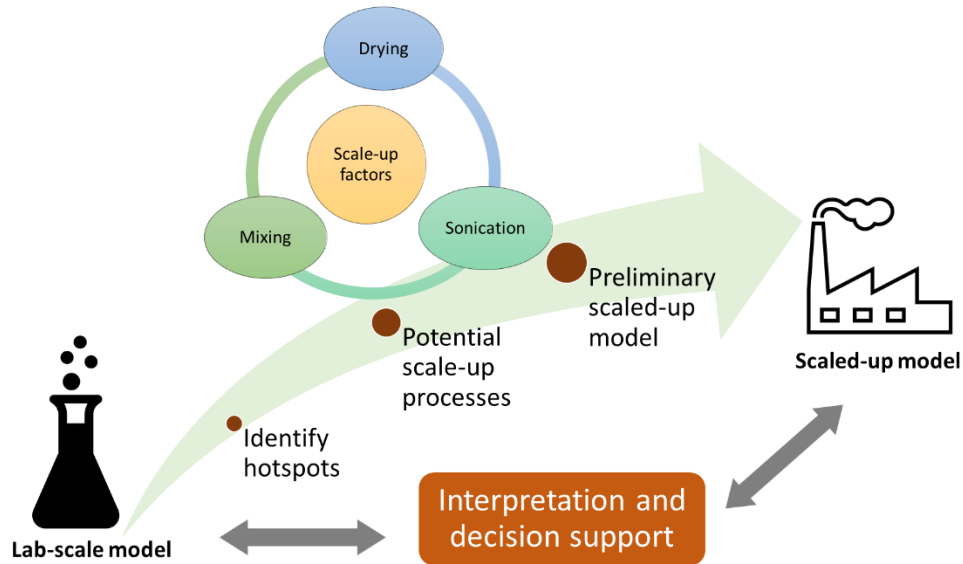 Drying
Scale-up
factors
Mixing
Sonication
Preliminary
scaled-up
model
Potential
scale-up
processes
Scaled-up model
Identify
hotspots
Interpretation and
decision support
Lab-scale model